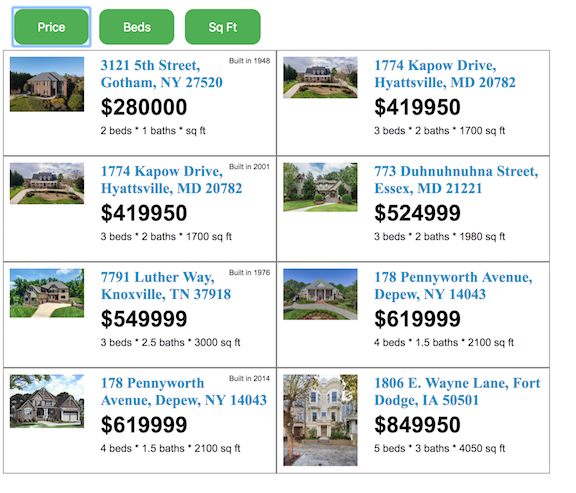 Price Beds Sq Ft
3121 5th Street, Built in 1948
Gotham, NY 27520
$280000
2 beds * 1 baths * sq ft
1774 Kapow Drive,
Hyattsville, MD 20782
$419950
3 beds * 2 baths * 1700 sq ft
1774 Kapow Drive, Built in 2001
Hyattsville, MD 20782
$419950
3 beds * 2 baths * 1700 sq ft
773 Duhnuhnuhna Street,
Essex, MD 21221
$524999
3 beds * 2 baths * 1980 sq ft
7791 Luther Way, Built in 1976
Knoxville, TN 37918
$549999
3 beds * 2.5 baths * 3000 sq ft
178 Pennyworth Avenue,
Depew, NY 14043
$619999
4 beds * 1.5 baths * 2100 sq ft
178 Pennyworth Built in 2014
Avenue, Depew, NY 14043
$619999
4 beds * 1.5 baths * 2100 sq ft
1806 E. Wayne Lane, Fort
Dodge, IA 50501
$849950
5 beds * 3 baths * 4050 sq ft